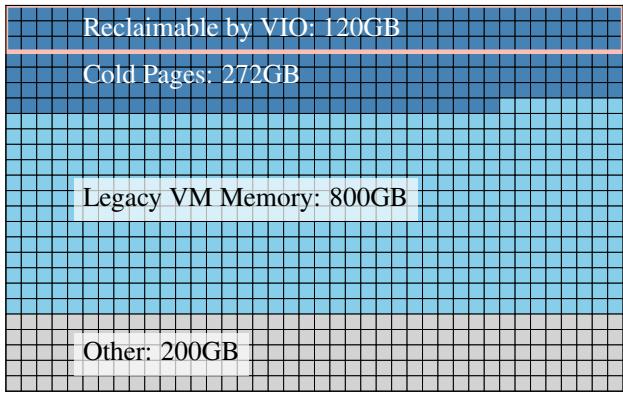 Reclaimable by VIO: 120GB
Cold Pages: 272GB
Legacy VM Memory: 800GB
Other: 200GB